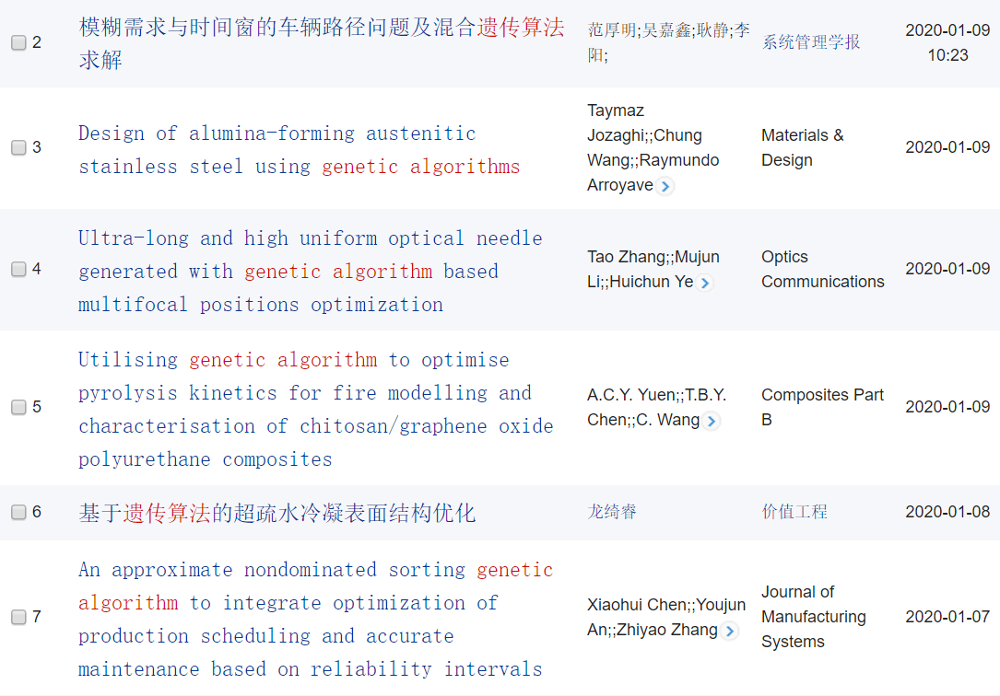 2
模糊需求与时间窗的车辆路径问题及混合遗传算法
求解
范厚明;吴嘉鑫;耿静;李
阳;
系统管理学报
2020-01-09
10:23
3
Design of alumina-forming austenitic
stainless steel using genetic algorithms
Taymaz
Jozaghi;;Chung
Wang;;Raymundo
Arroyave
Materials &
Design
2020-01-09
4
Ultra-long and high uniform optical needle
generated with genetic algorithm based
multifocal positions optimization
Tao Zhang;;Mujun
Li;;Huichun Ye
Optics
Communications
2020-01-09
5
Utilising genetic algorithm to optimise
pyrolysis kinetics for fire modelling and
characterisation of chitosan/graphene oxide
polyurethane composites
A.C.Y. Yuen;;T.B.Y.
Chen;;C. Wang
Composites Part
B
2020-01-09
6
基于遗传算法的超疏水冷凝表面结构优化
龙绮睿
价值工程
2020-01-08
7
An approximate nondominated sorting genetic
algorithm to integrate optimization of
production scheduling and accurate
maintenance based on reliability intervals
Xiaohui Chen;;Youjun
An;;Zhiyao Zhang
Journal of
Manufacturing
Systems
2020-01-07